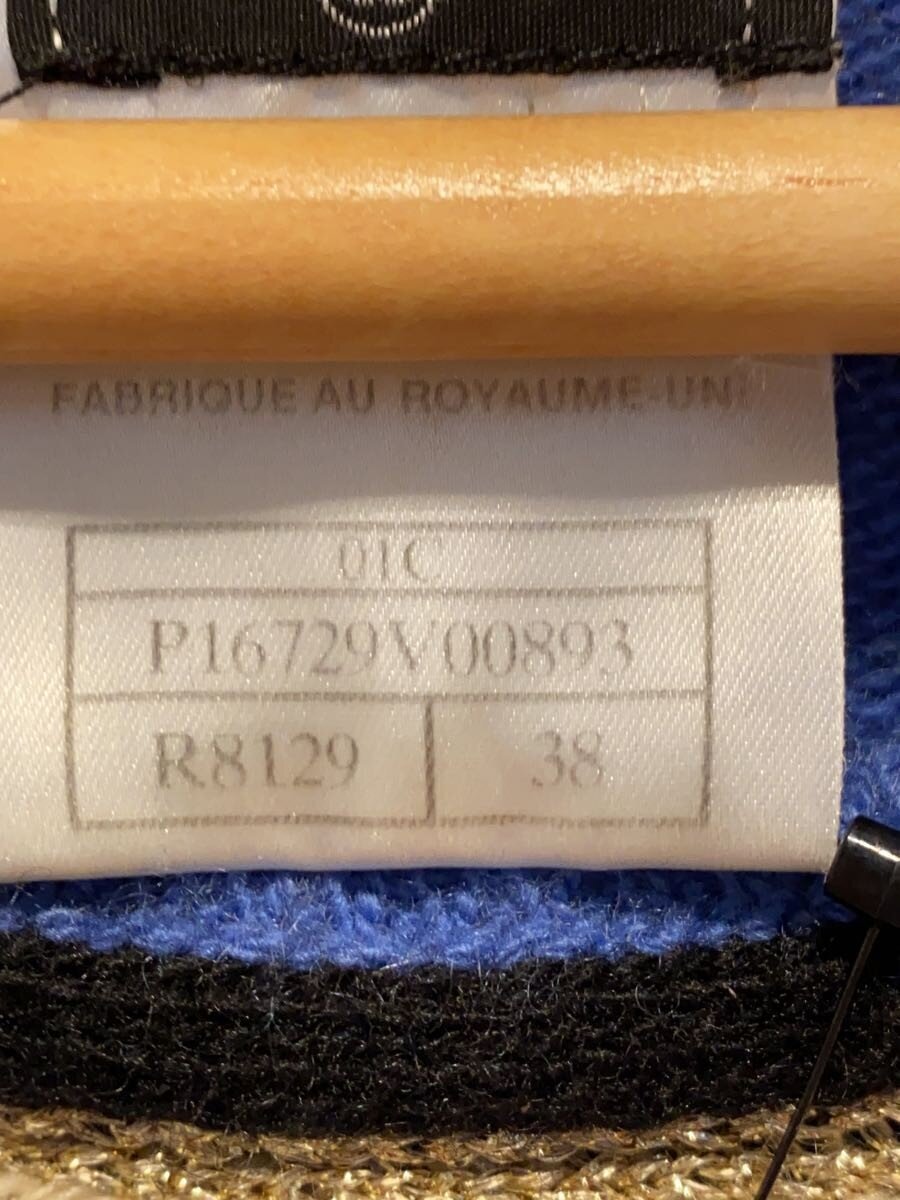 FABRIQUE AU ROYAUME-UNI
01C
P16729V00893
R8129 38